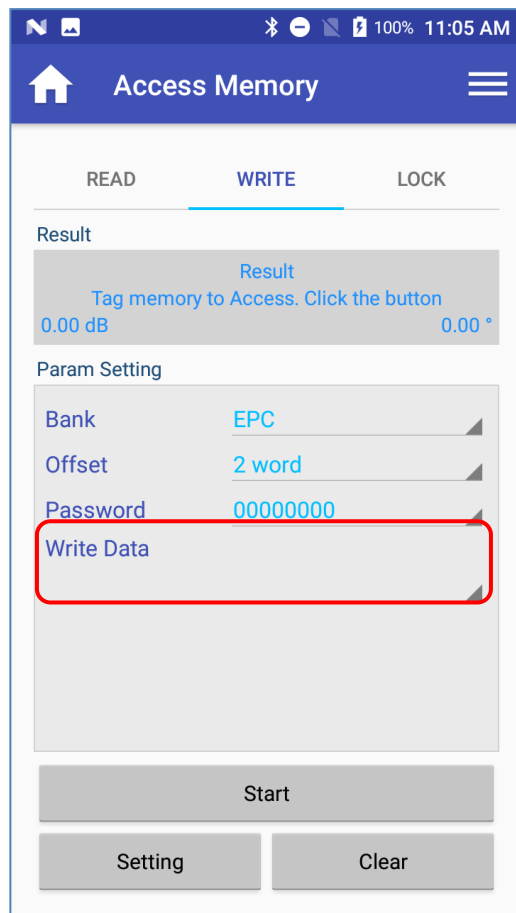 100% 11:05 AM
Access Memory
READ WRITE LOCK
Result
Result
Tag memory to Access. Click the button
0.00 dB 0.00 °
Param Setting
Bank EPC
Offset 2 word
Password 00000000
Write Data
Start
Setting Clear